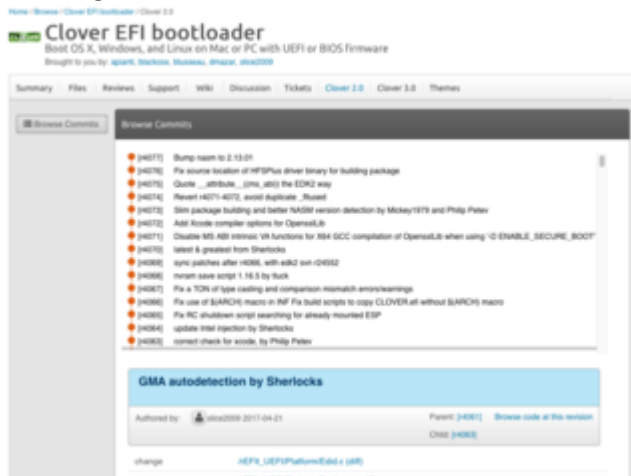 Home / Browse / Clover EFI bootloader / Clover 2.0
Clover EFI bootloader
Boot OS X, Windows, and Linux on Mac or PC with UEFI or BIOS firmware
Brought to you by: apianti, blackosx, blusseau, dmazar, slice2009
Summary Files Reviews Support Wiki Discussion Tickets Clover 2.0 Clover 3.0 Themes
Browse Commits
Browse Commits
[r4077] Bump nasm to 2.13.01
[r4076] Fix source location of HFSPlus driver binary for building package
[r4075] Quote __attribute__((ms_abi)) the EDK2 way
[r4074] Revert r4071-4072, avoid duplicate _fltused
[r4073] Slim package building and better NASM version detection by Mickey1979 and Philip Petev
[r4072] Add Xcode compiler options for OpensslLib
[r4071] Disable MS ABI intrinsic VA functions for X64 GCC compilation of OpensslLib when using '-D ENABLE_SECURE_BOOT'
[r4070] latest & greatest from Sherlocks
[r4069] sync patches after r4066, with edk2 svn r24552
[r4068] nvram save script 1.16.5 by tluck
[r4067] Fix a TON of type casting and comparison mismatch errors/warnings
[r4066] Fix use of $(ARCH) macro in INF Fix build scripts to copy CLOVER.efi without $(ARCH) macro
[r4065] Fix RC shutdown script searching for already mounted ESP
[r4064] update Intel injection by Sherlocks
[r4063] correct check for xcode, by Philip Petev
GMA autodetection by Sherlocks
Authored by: slice2009 2017-04-21
Parent: [r4061] Browse code at this revision
Child: [r4063]
change /rEFIt_UEFI/Platform/Edid.c (diff)